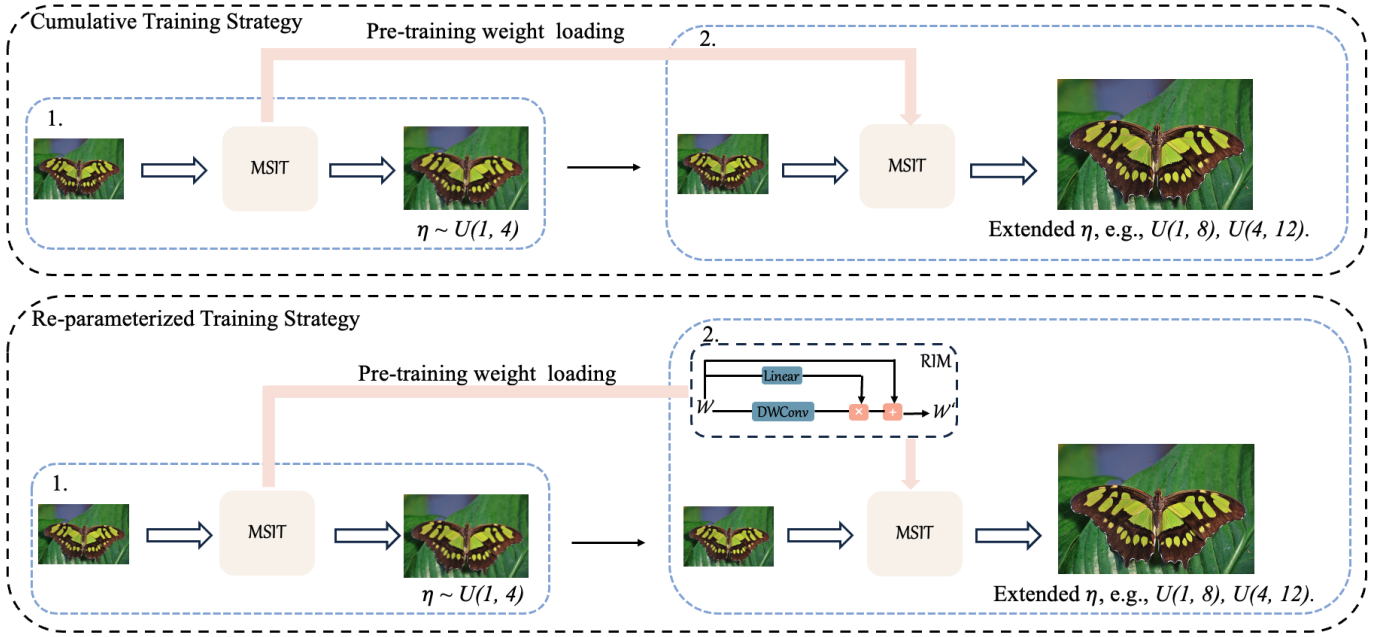 Cumulative Training Strategy
Pre-training weight loading
1.
MSIT
η ~ U(1, 4)
2.
MSIT
Extended η, e.g., U(1, 8), U(4, 12).
Re-parameterized Training Strategy
Pre-training weight loading
1.
MSIT
η ~ U(1, 4)
2.
RIM
Linear
W
DWConv
×
+
W'
MSIT
Extended η, e.g., U(1, 8), U(4, 12).